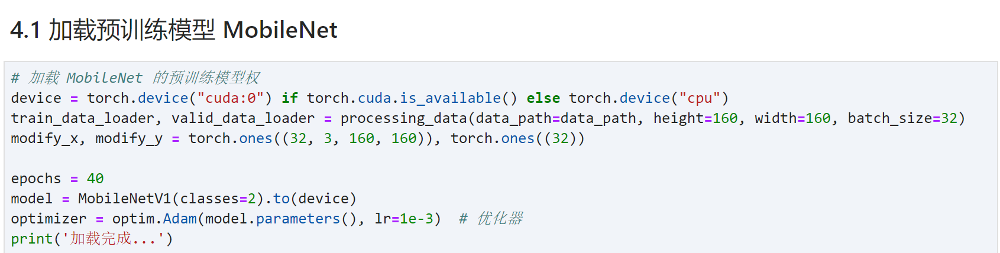 4.1 加载预训练模型 MobileNet
# 加载 MobileNet 的预训练模型权
device = torch.device("cuda:0") if torch.cuda.is_available() else torch.device("cpu")
train_data_loader, valid_data_loader = processing_data(data_path=data_path, height=160, width=160, batch_size=32)
modify_x, modify_y = torch.ones((32, 3, 160, 160)), torch.ones((32))
epochs = 40
model = MobileNetV1(classes=2).to(device)
optimizer = optim.Adam(model.parameters(), lr=1e-3)  # 优化器
print('加载完成...')